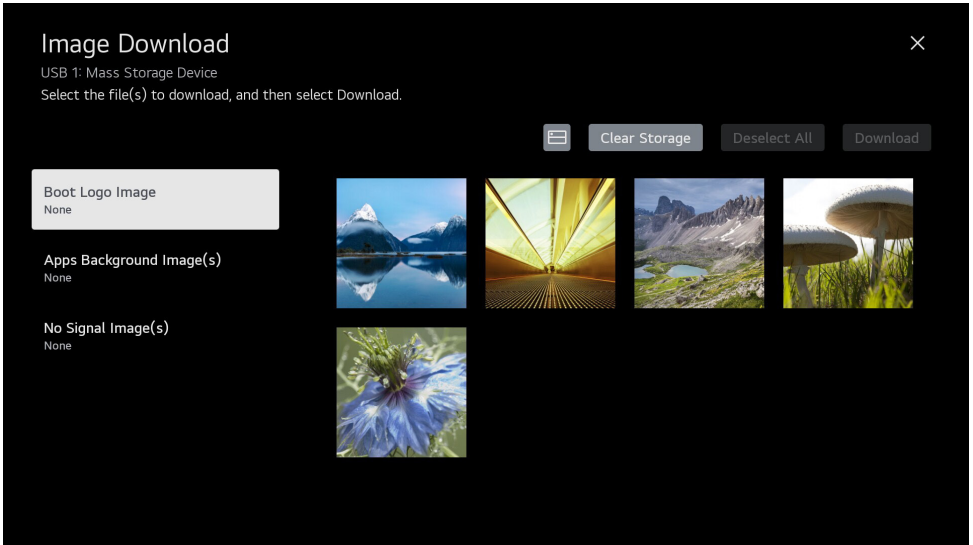 Image Download
USB 1: Mass Storage Device
Select the file(s) to download, and then select Download.
Clear Storage
Deselect All
Download
Boot Logo Image
None
Apps Background Image(s)
None
No Signal Image(s)
None